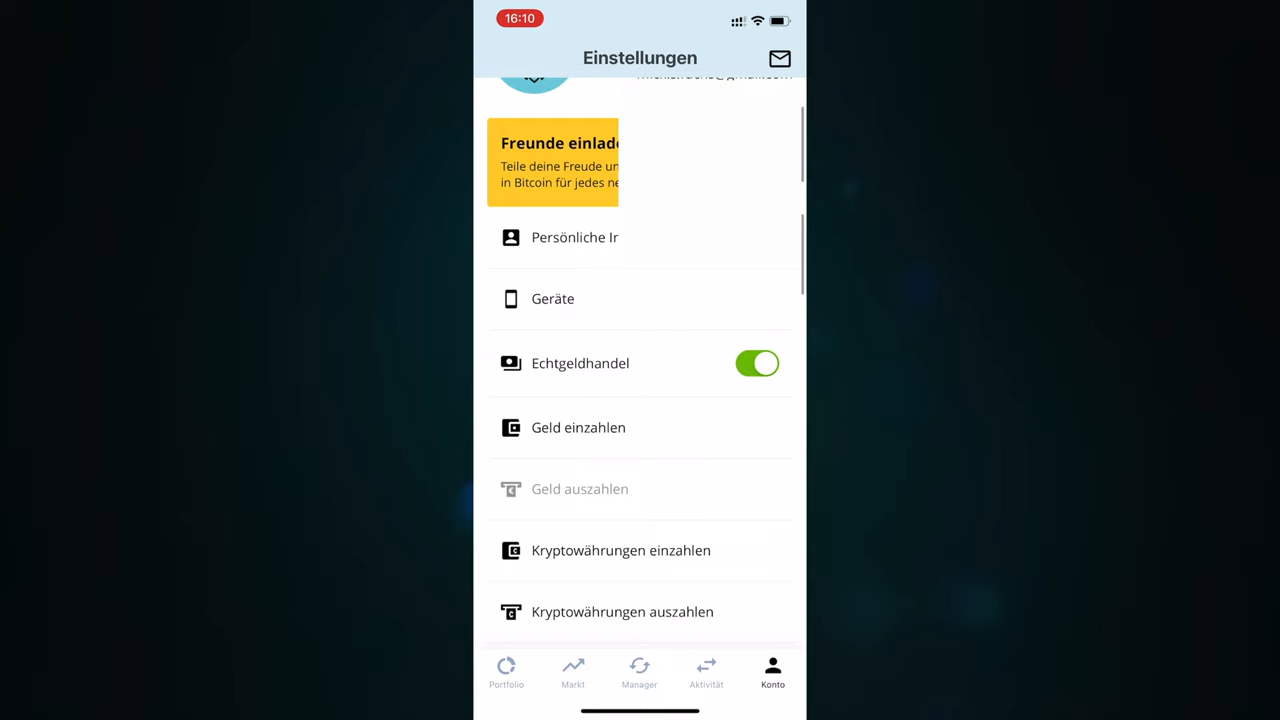 16:10
Einstellungen
Freunde
Teile deine Freude
in Bitcoin für jedes
Persönliche
Geräte
Echtgeldhandel
Geld einzahlen
Geld auszahlen
Kryptowährungen einzahlen
Kryptowährungen auszahlen
Portfolio
Markt
Manager
Aktivität
Konto